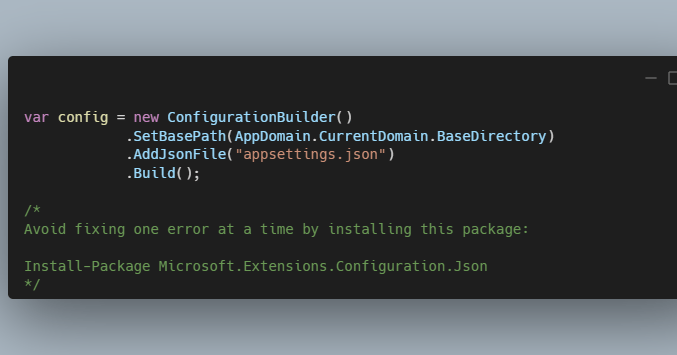 var config = new ConfigurationBuilder()
.SetBasePath(AppDomain.CurrentDomain.BaseDirectory)
.AddJsonFile("appsettings.json")
.Build();
/*
Avoid fixing one error at a time by installing this package:
Install-Package Microsoft.Extensions.Configuration.Json
*/